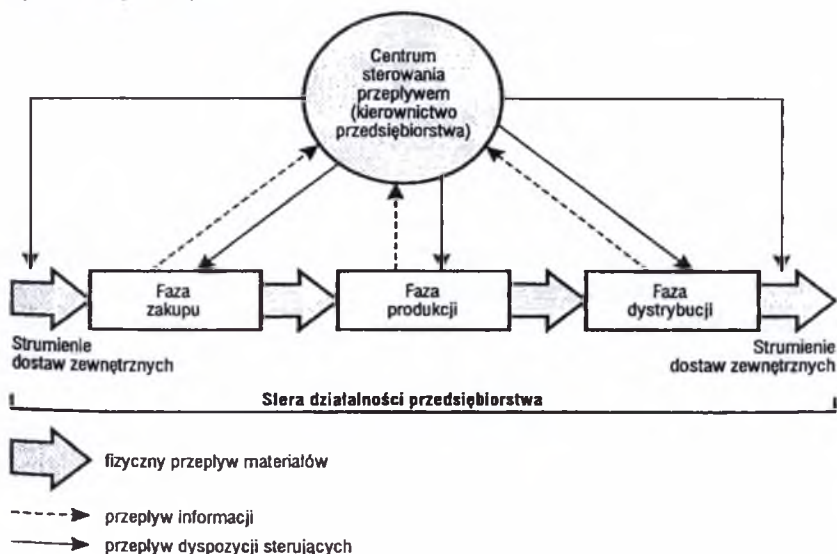 Centrum
sterowania
przepływem
(kierownictwo
przedsiębiorstwa)
Faza
zakupu
Faza
produkcji
Faza
dystrybucji
Strumienie
dostaw zewnętrznych
Strumienie
dostaw zewnętrznych
Sfera działalności przedsiębiorstwa
fizyczny przepływ materiałów
przepływ informacji
przepływ dyspozycji sterujących